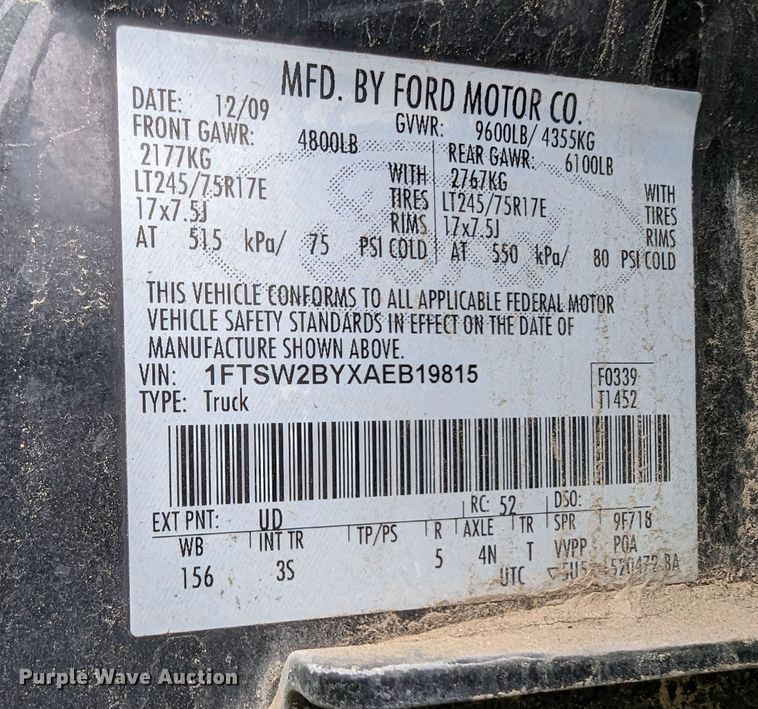 MFD. BY FORD MOTOR CO.
DATE: 12/09 GVWR: 9600LB/ 4355KG
FRONT GAWR: 4800LB REAR GAWR: 6100LB
2177KG WITH 2767KG WITH
LT245/75R17E TIRES LT245/75R17E TIRES
17x7.5J RIMS 17x7.5J RIMS
AT 515 kPa/ 75 PSI COLD AT 550 kPa/ 80 PSI COLD
THIS VEHICLE CONFORMS TO ALL APPLICABLE FEDERAL MOTOR
VEHICLE SAFETY STANDARDS IN EFFECT ON THE DATE OF
MANUFACTURE SHOWN ABOVE.
VIN: 1FTSW2BYXAEB19815 F0339
TYPE: Truck T1452
EXT PNT: UD RC: 52 DSO:
WB INT TR TP/PS R AXLE TR SPR 9F718
156 3S 5 4N T VVPP POA
UTC 520472 BA
Purple Wave Auction